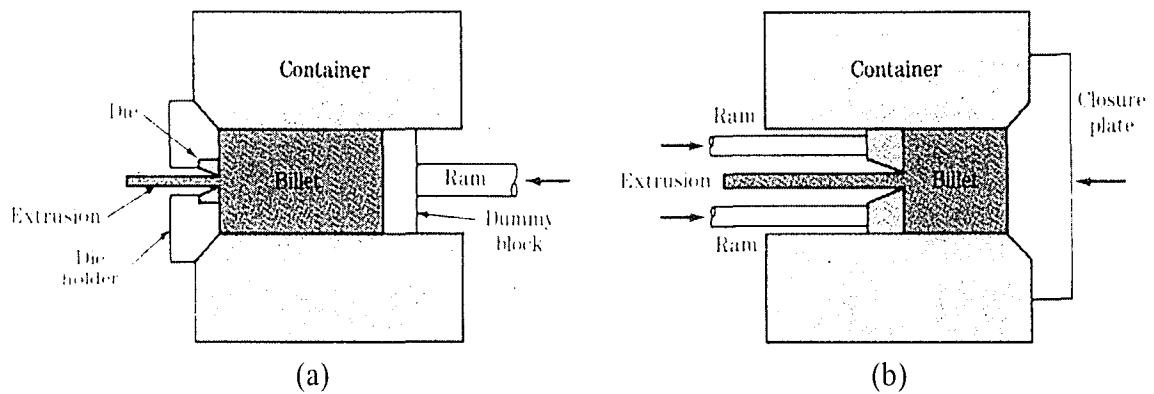 Container
Die
Billet
Ram
Extrusion
Dummy
block
Die
holder
(a)
Container
Closure
plate
Ram
Extrusion
Billet
Ram
(b)